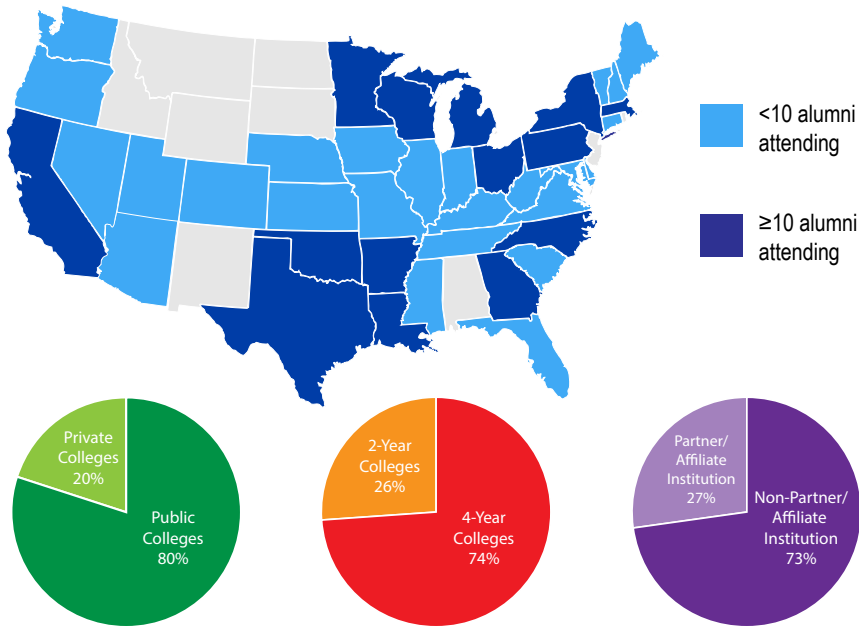 <10 alumni
attending
≥10 alumni
attending
Private
Colleges
20%
Public
Colleges
80%
2-Year
Colleges
26%
4-Year
Colleges
74%
Partner/
Affiliate
Institution
27%
Non-Partner/
Affiliate
Institution
73%